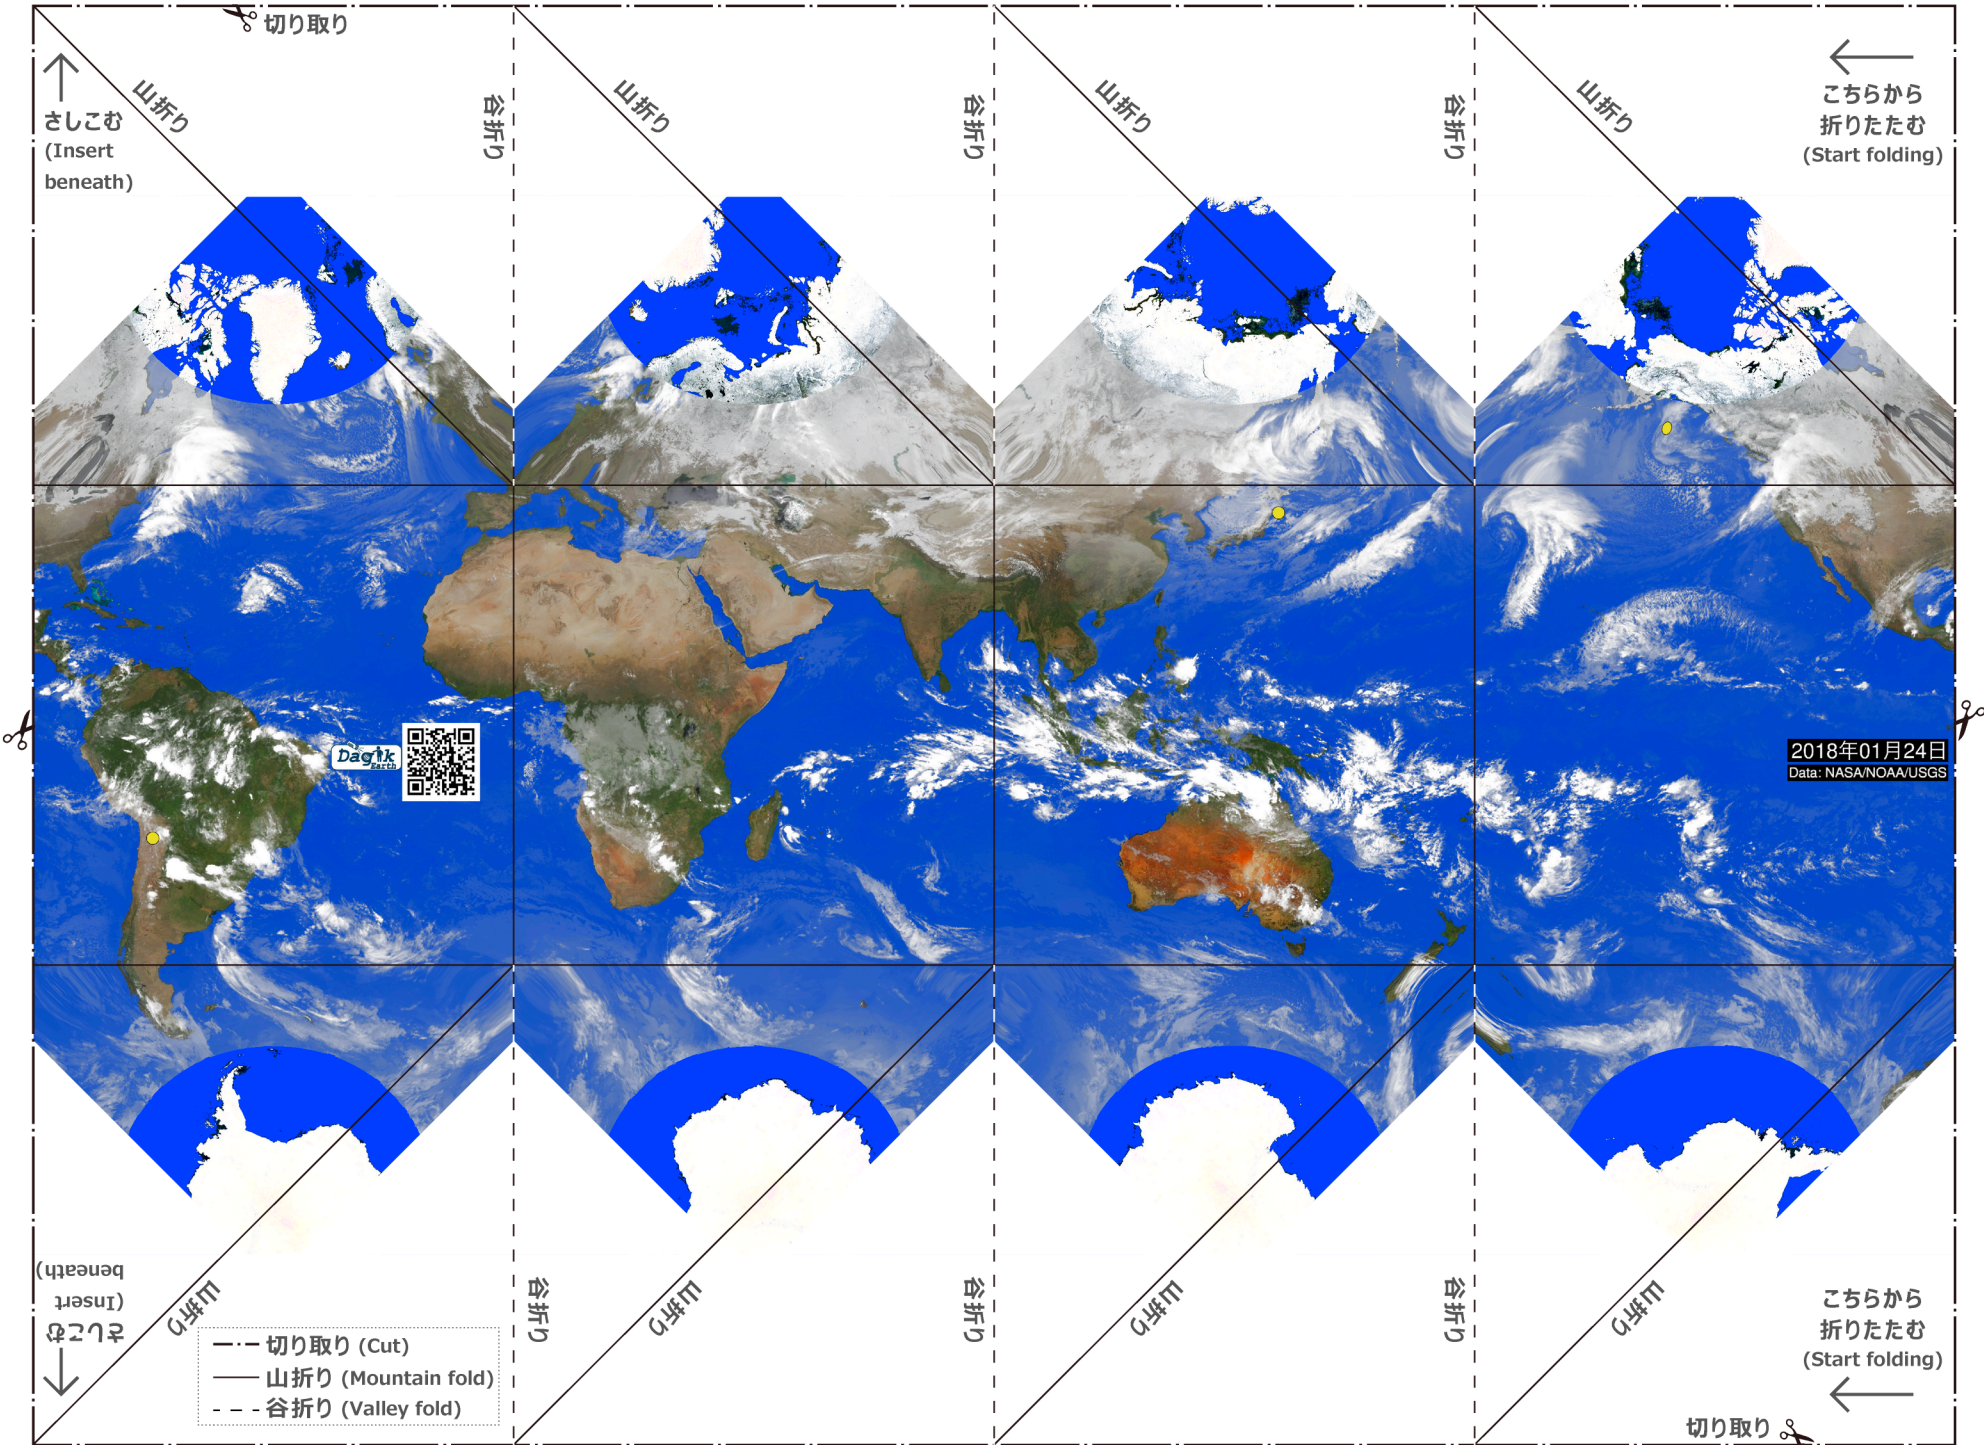 切り取り
さしこむ
(Insert
beneath)
山折り
谷折り
山折り
谷折り
山折り
谷折り
山折り
こちらから
折りたたむ
(Start folding)
Dagik
Earth
2018年01月24日
Data: NASA/NOAA/USGS
さしこむ
(Insert
beneath)
山折り
谷折り
山折り
谷折り
山折り
谷折り
山折り
こちらから
折りたたむ
(Start folding)
切り取り (Cut)
山折り (Mountain fold)
谷折り (Valley fold)
切り取り